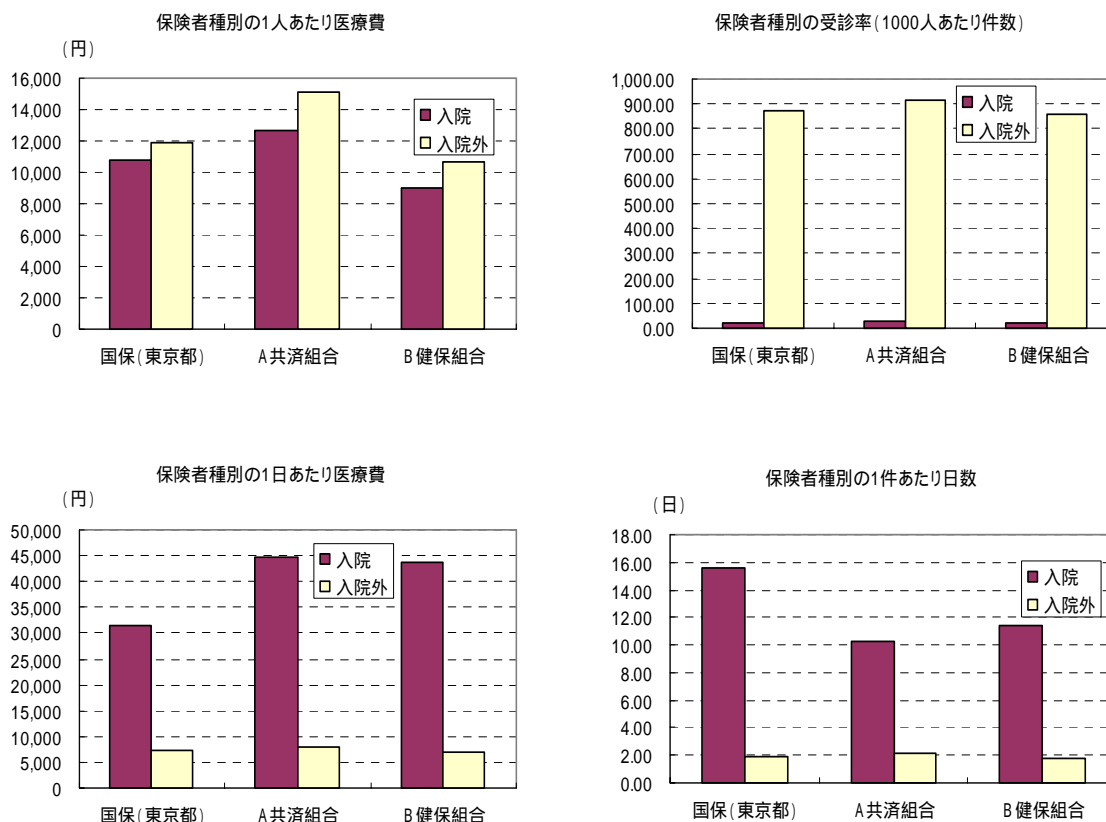 保険者種別の1人あたり医療費
(円)
16,000
14,000
12,000
10,000
8,000
6,000
4,000
2,000
0
入院
入院外
国保(東京都)
A共済組合
B健保組合
保険者種別の受診率(1000人あたり件数)
1,000.00
900.00
800.00
700.00
600.00
500.00
400.00
300.00
200.00
100.00
0.00
入院
入院外
国保(東京都)
A共済組合
B健保組合
保険者種別の1日あたり医療費
(円)
50,000
45,000
40,000
35,000
30,000
25,000
20,000
15,000
10,000
5,000
0
入院
入院外
国保(東京都)
A共済組合
B健保組合
保険者種別の1件あたり日数
(日)
18.00
16.00
14.00
12.00
10.00
8.00
6.00
4.00
2.00
0.00
入院
入院外
国保(東京都)
A共済組合
B健保組合